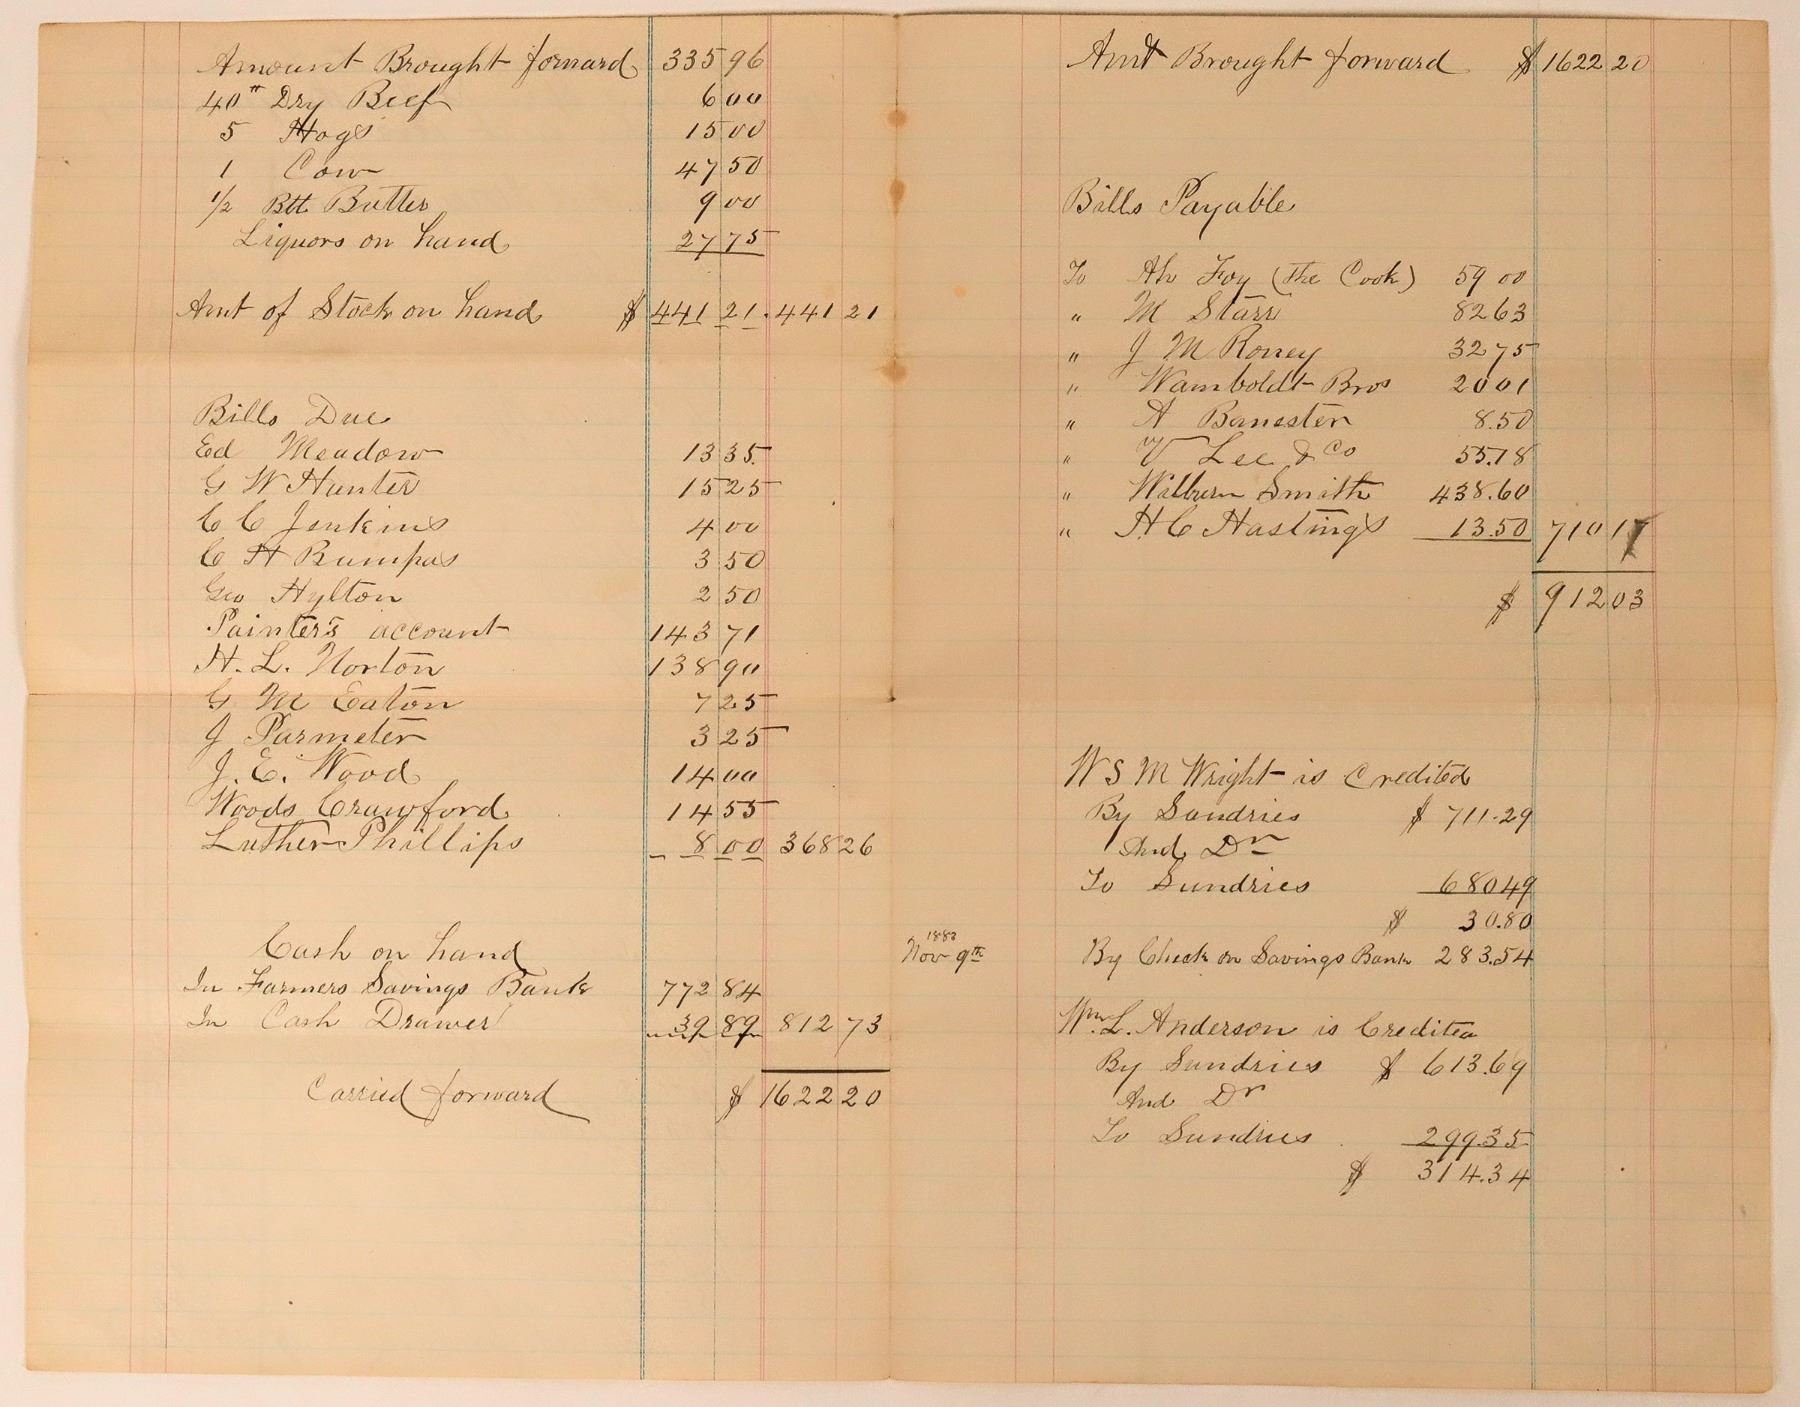 Amount Brought forward 335 96
40" Dry Beef 6 00
5 Hogs 15 00
1 Cow 47 50
1/2 Btt Butter 9 00
Liquors on hand 27 75
Amt of Stock on hand $ 441 21. 441 21
Bills Due
Ed Meadow 13 35
G W Hunter 15 25
C C Jenkins 4 00
C H Bumpas 3 50
Geo Hylton 2 50
Painter's account 143 71
H. L. Norton 138 90
G M Eaton 7 25
J Parmeter 3 25
J. E. Wood 14 00
Woods Crawford 14 55
Luther Phillips 8 00 368 26
Cash on hand
In Farmers Savings Bank 772 84
In Cash Drawer 39 89 812 73
Carried forward $ 1622 20
Amt Brought forward $ 1622 20
Bills Payable
To Ah Foy (The Cook) 59 00
" M Starr 82 63
" J M Roney 32 75
" Wamboldt Bros 20 01
" A Banester 8.50
" V Lee & Co 55.18
" Wilburn Smith 438.60
" H C Hastings 13.50 710 17
$ 912 03
W S M Wright is Credited
By Sundries $ 711.29
And Dr
To Sundries 680 49
$ 30.80
1883
Nov 9th By Check on Savings Bank 283.54
Wm. L. Anderson is Credited
By Sundries $ 613.69
And Dr
To Sundries 299.35
$ 314.34